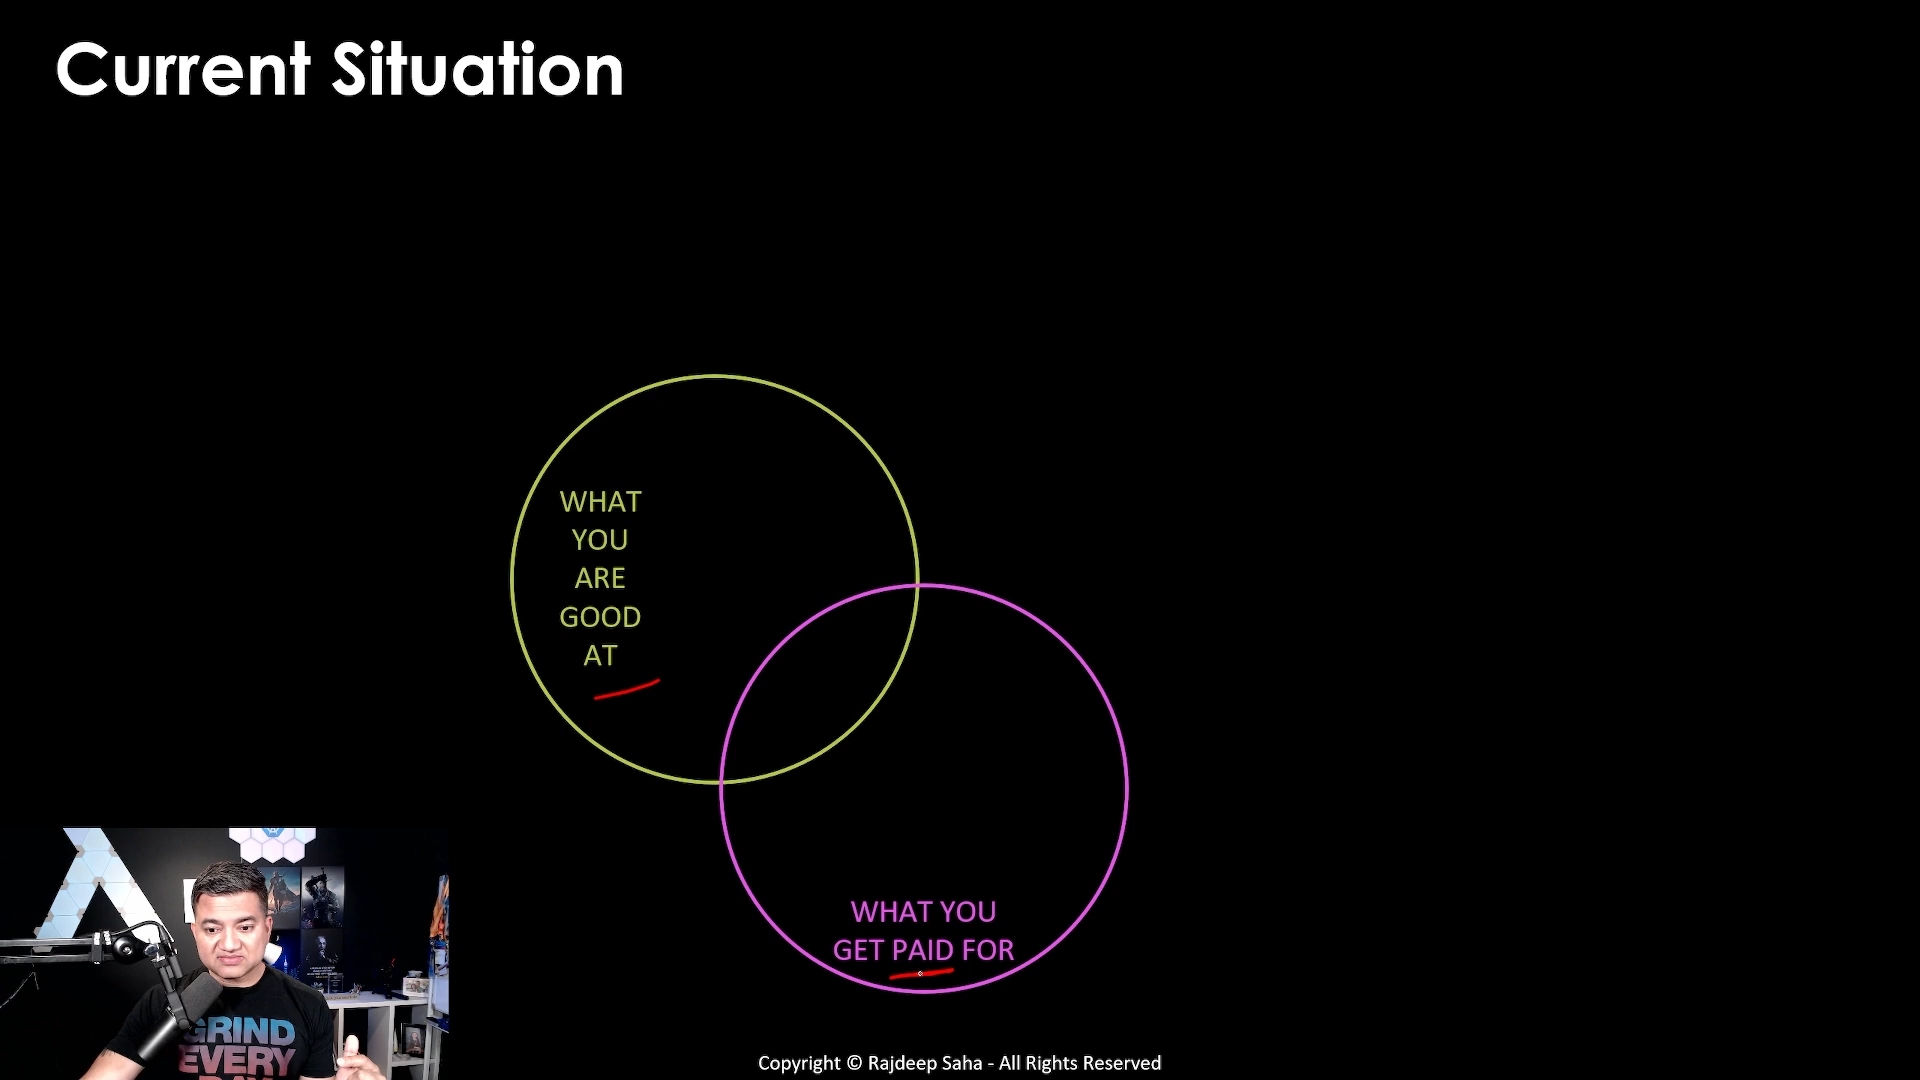 Current Situation
WHAT
YOU
ARE
GOOD
AT
WHAT YOU
GET PAID FOR
GRIND
EVERY
DAY
Copyright © Rajdeep Saha - All Rights Reserved